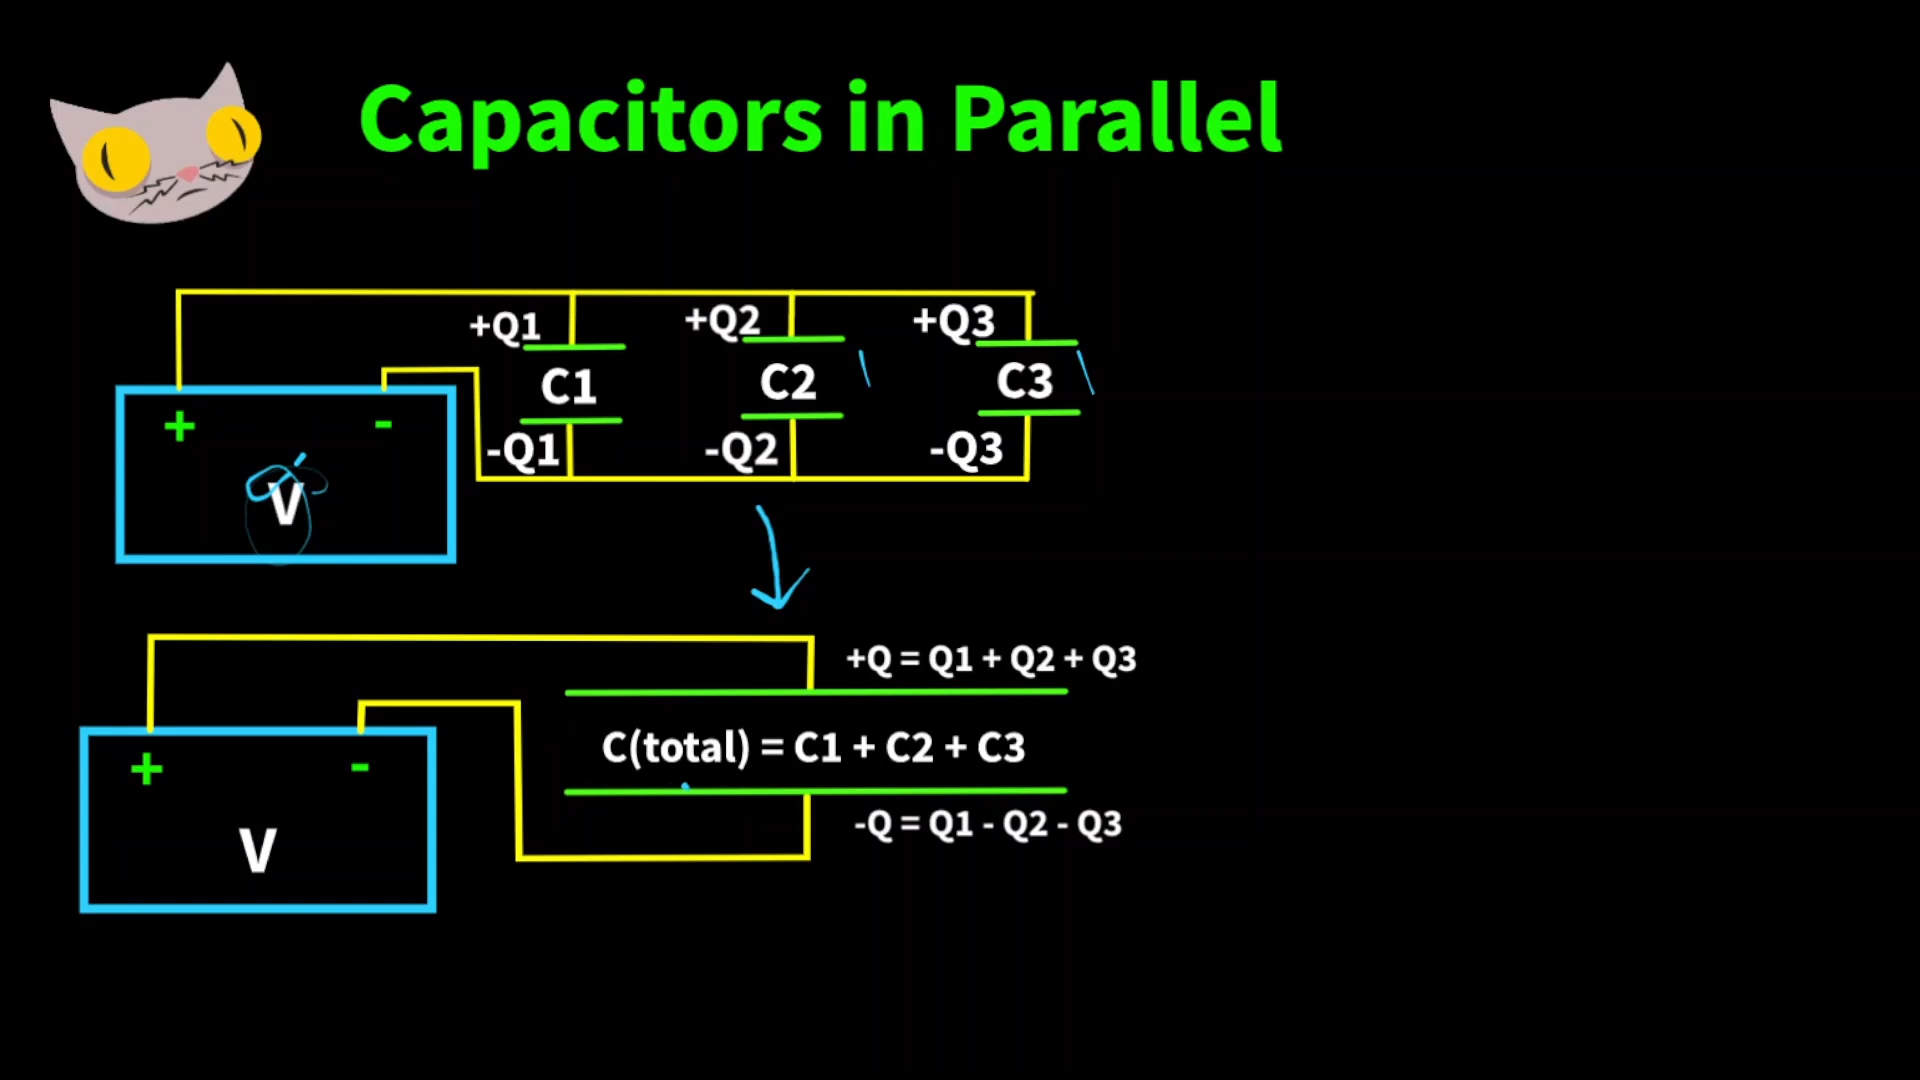 Capacitors in Parallel
+Q1 +Q2 +Q3
C1 C2 C3
+ -
-Q1 -Q2 -Q3
V
+Q = Q1 + Q2 + Q3
C(total) = C1 + C2 + C3
+ -
-Q = Q1 - Q2 - Q3
V